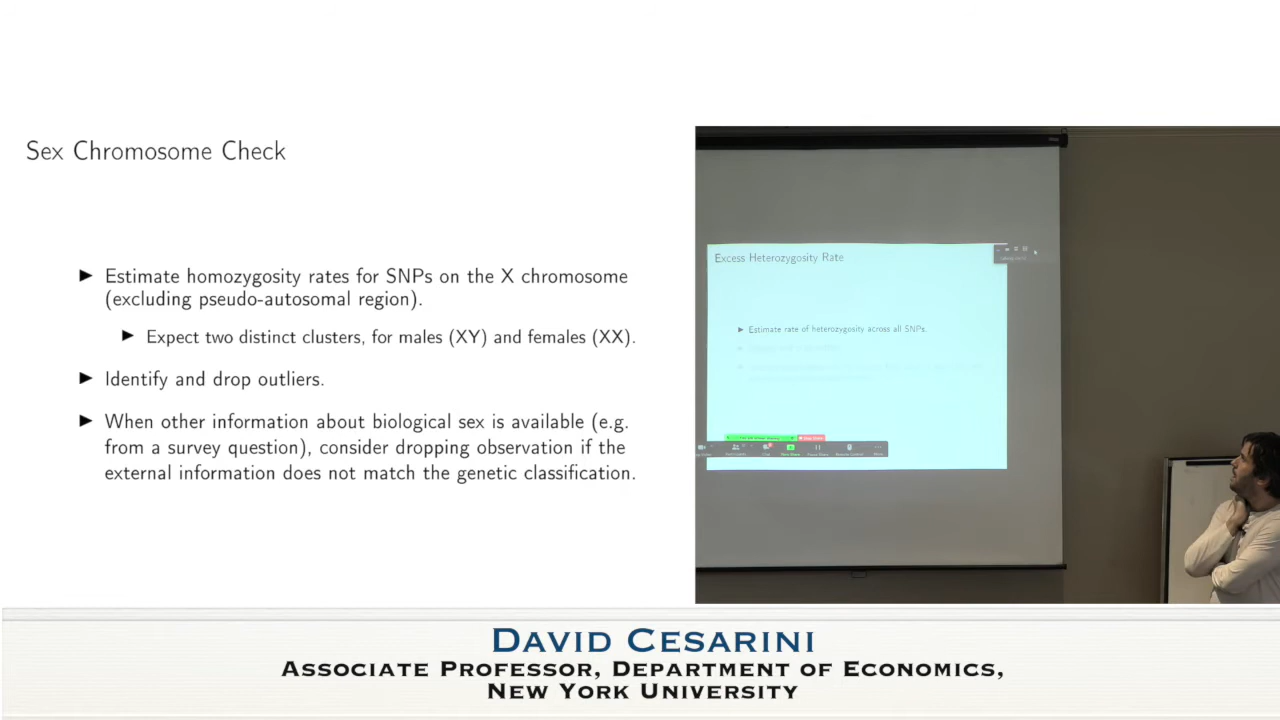 Sex Chromosome Check
▶ Estimate homozygosity rates for SNPs on the X chromosome
(excluding pseudo-autosomal region).
▶ Expect two distinct clusters, for males (XY) and females (XX).
▶ Identify and drop outliers.
▶ When other information about biological sex is available (e.g.
from a survey question), consider dropping observation if the
external information does not match the genetic classification.
Excess Heterozygosity Rate
▶ Estimate rate of heterozygosity across all SNPs.
DAVID CESARINI
ASSOCIATE PROFESSOR, DEPARTMENT OF ECONOMICS,
NEW YORK UNIVERSITY